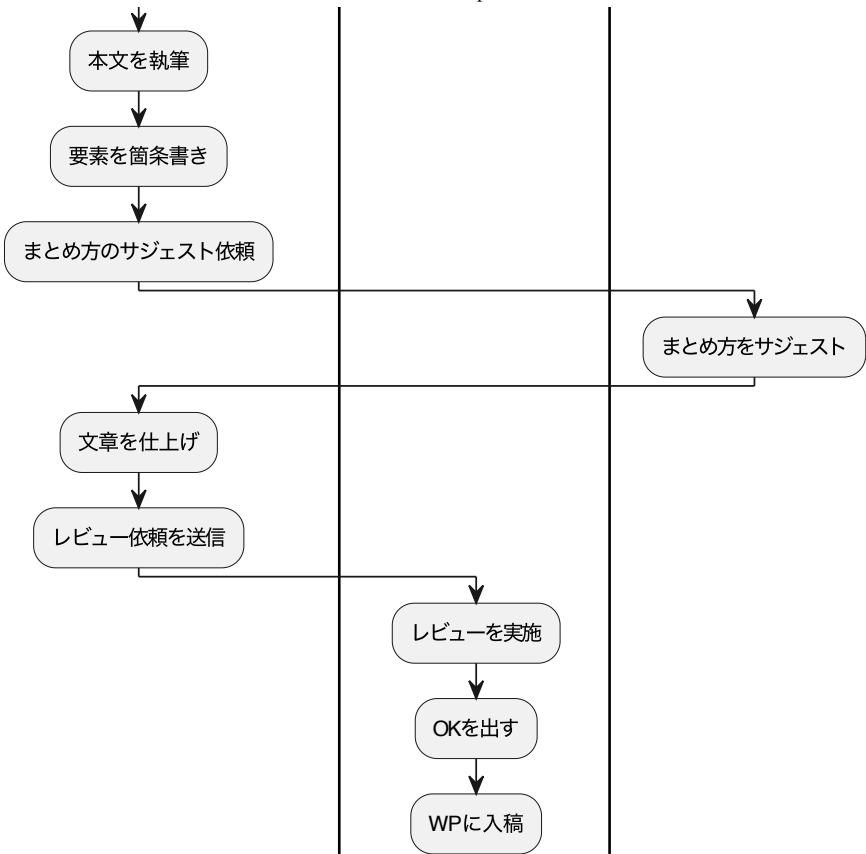 本文を執筆
要素を箇条書き
まとめ方のサジェスト依頼
まとめ方をサジェスト
文章を仕上げ
レビュー依頼を送信
レビューを実施
OKを出す
WPに入稿